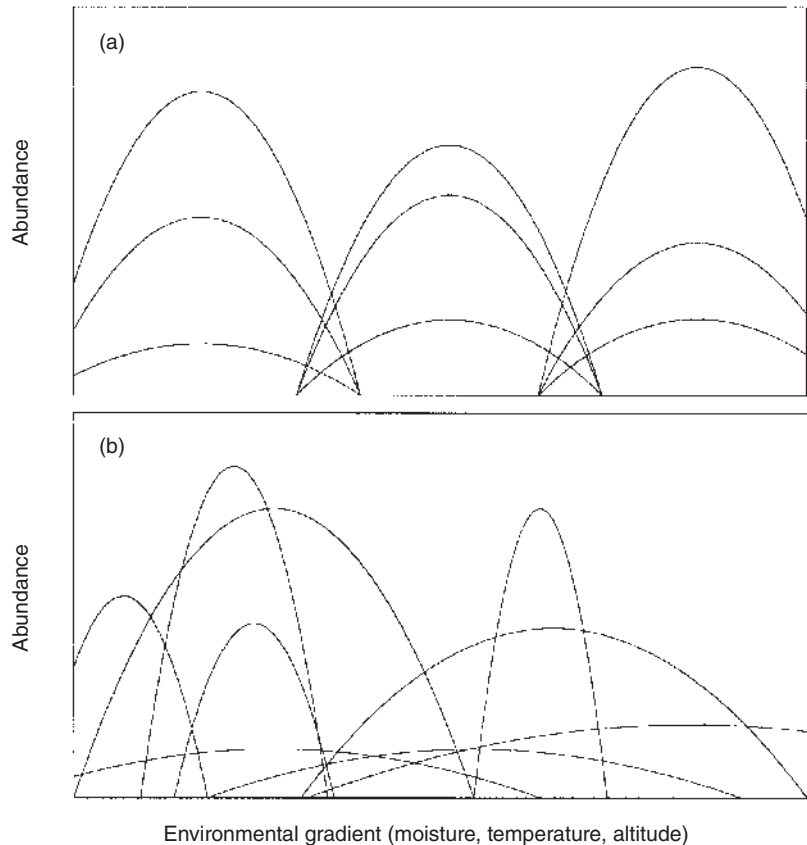 (a)
Abundance
(b)
Abundance
Environmental gradient (moisture, temperature, altitude)